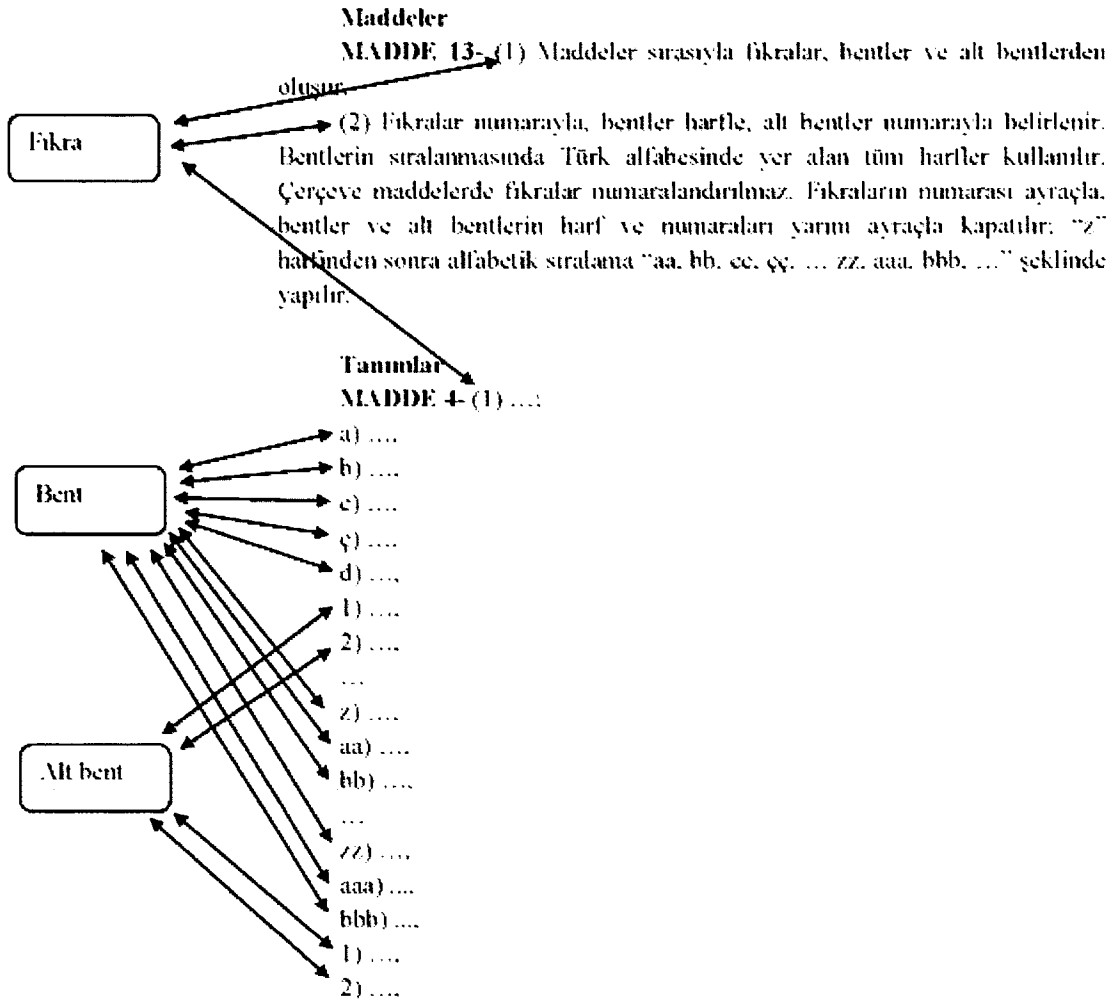 Maddeler
MADDE 13- (1) Maddeler sırasıyla fıkralar, bentler ve alt bentlerden
oluşur.
Fıkra
(2) Fıkralar numarayla, bentler harfle, alt bentler numarayla belirlenir.
Bentlerin sıralanmasında Türk alfabesinde yer alan tüm harfler kullanılır.
Çerçeve maddelerde fıkralar numaralandırılmaz. Fıkraların numarası ayraçla,
bentler ve alt bentlerin harf ve numaraları yarım ayraçla kapatılır; “z”
harfinden sonra alfabetik sıralama “aa, bb, cc, çç, … zz, aaa, bbb, …” şeklinde
yapılır.
Tanımlar
MADDE 4- (1) …;
a) …,
b) …,
Bent
c) …,
ç) …,
d) …,
1) …,
2) …,
…
z) …,
aa) …,
Alt bent
bb) …,
…
zz) …,
aaa) …,
bbb) …,
1) …,
2) …,